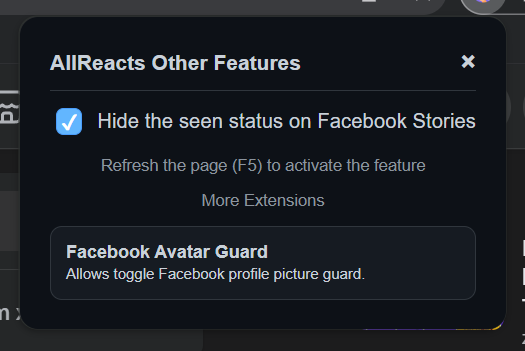 AllReacts Other Features
Hide the seen status on Facebook Stories
Refresh the page (F5) to activate the feature
More Extensions
Facebook Avatar Guard
Allows toggle Facebook profile picture guard.